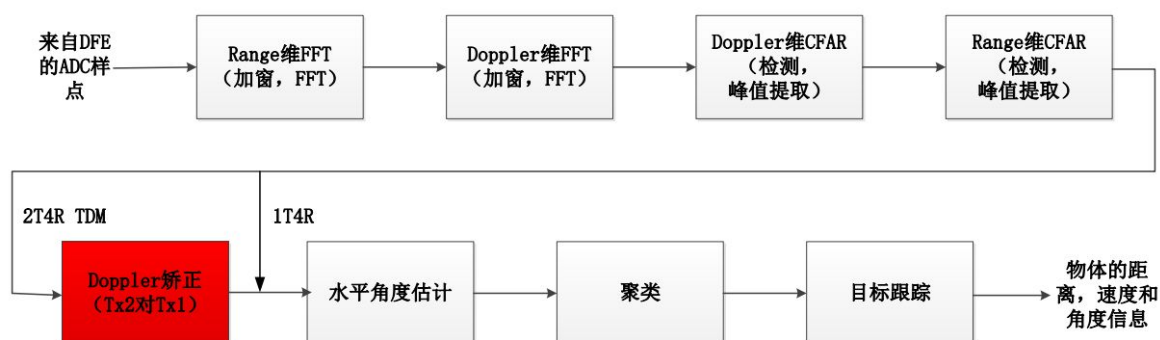 来自DFE
的ADC样
点
Range维FFT
（加窗，FFT）
Doppler维FFT
（加窗，FFT）
Doppler维CFAR
（检测，
峰值提取）
Range维CFAR
（检测，
峰值提取）
2T4R TDM
1T4R
Doppler矫正
（Tx2对Tx1）
水平角度估计
聚类
目标跟踪
物体的距
离，速度和
角度信息